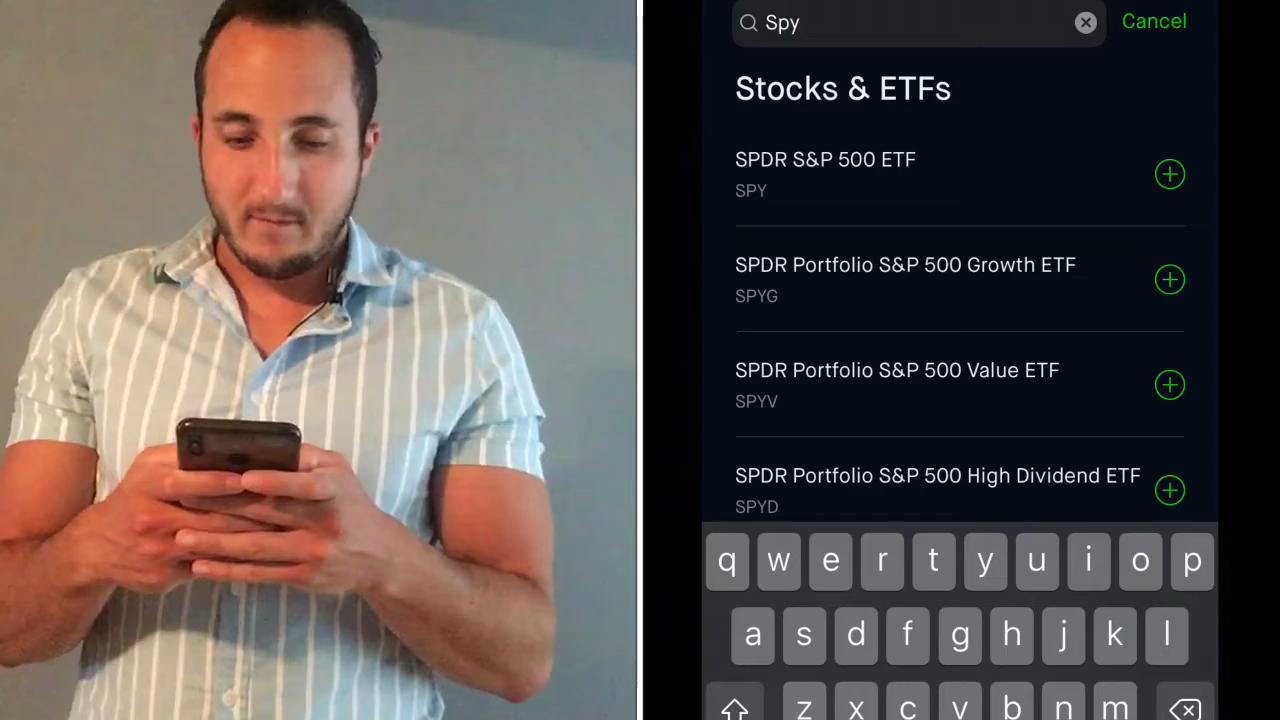 Spy
Cancel
Stocks & ETFs
SPDR S&P 500 ETF
SPY
SPDR Portfolio S&P 500 Growth ETF
SPYG
SPDR Portfolio S&P 500 Value ETF
SPYV
SPDR Portfolio S&P 500 High Dividend ETF
SPYD
q w e r t y u i o p
a s d f g h j k l
z x c v b n m